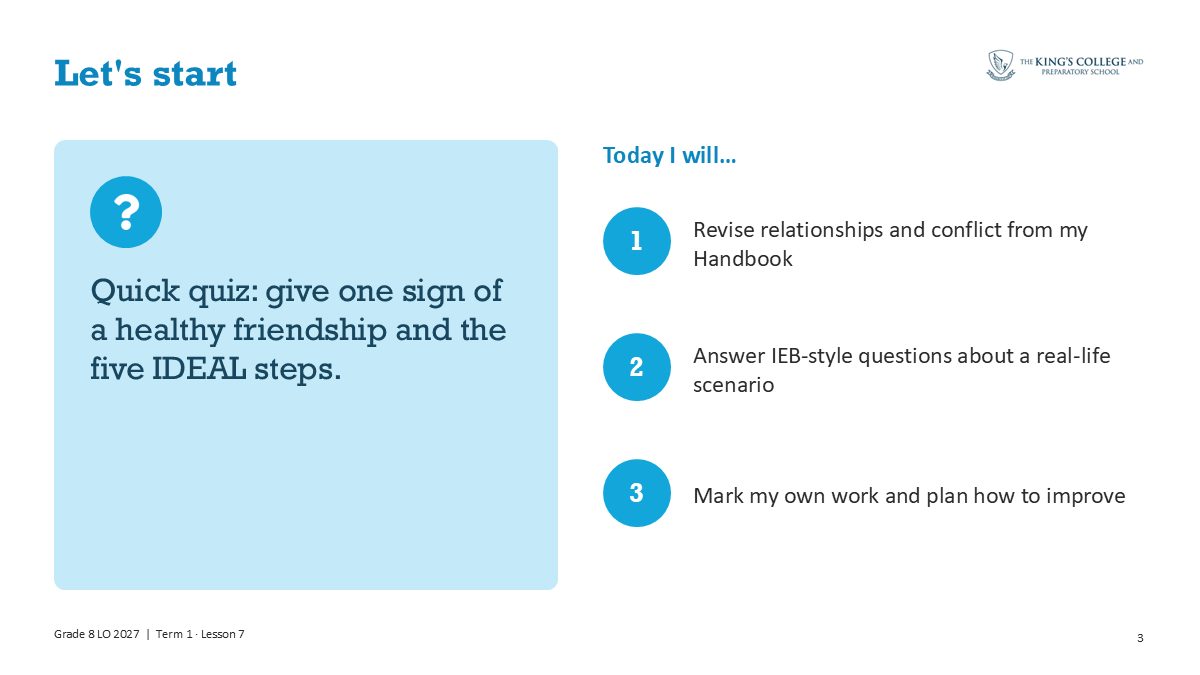 Let's start
THE KING'S COLLEGE AND
PREPARATORY SCHOOL
?
Quick quiz: give one sign of
a healthy friendship and the
five IDEAL steps.
Today I will...
1
Revise relationships and conflict from my
Handbook
2
Answer IEB-style questions about a real-life
scenario
3
Mark my own work and plan how to improve
Grade 8 LO 2027 | Term 1 · Lesson 7
3